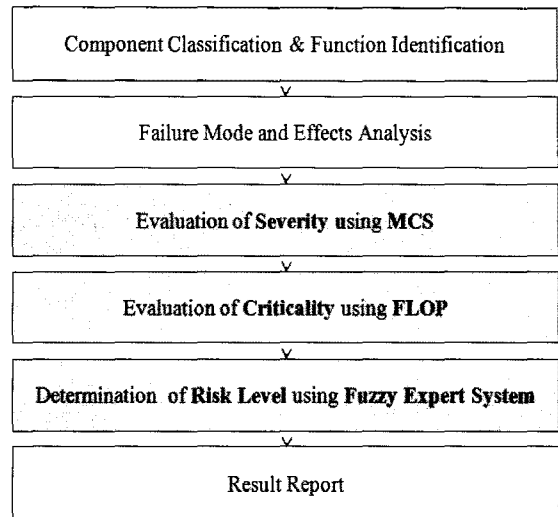 Component Classification & Function Identification
Failure Mode and Effects Analysis
Evaluation of Severity using MCS
Evaluation of Criticality using FLOP
Determination of Risk Level using Fuzzy Expert System
Result Report